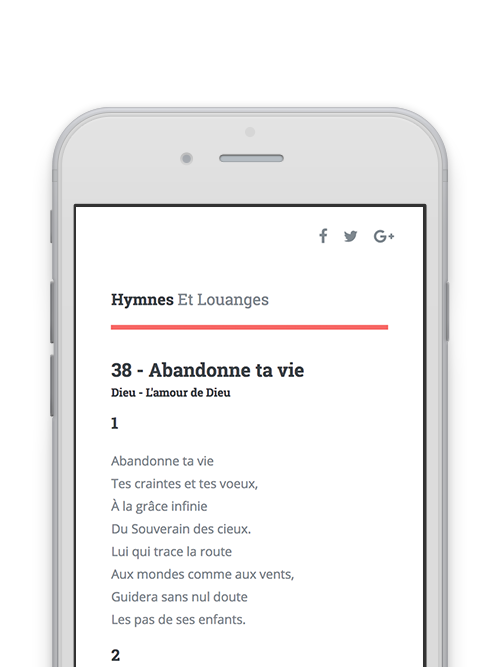 G+
Hymnes Et Louanges
38 - Abandonne ta vie
Dieu - L'amour de Dieu
1
Abandonne ta vie
Tes craintes et tes voeux,
À la grâce infinie
Du Souverain des cieux.
Lui qui trace la route
Aux mondes comme aux vents,
Guidera sans nul doute
Les pas de ses enfants.
2